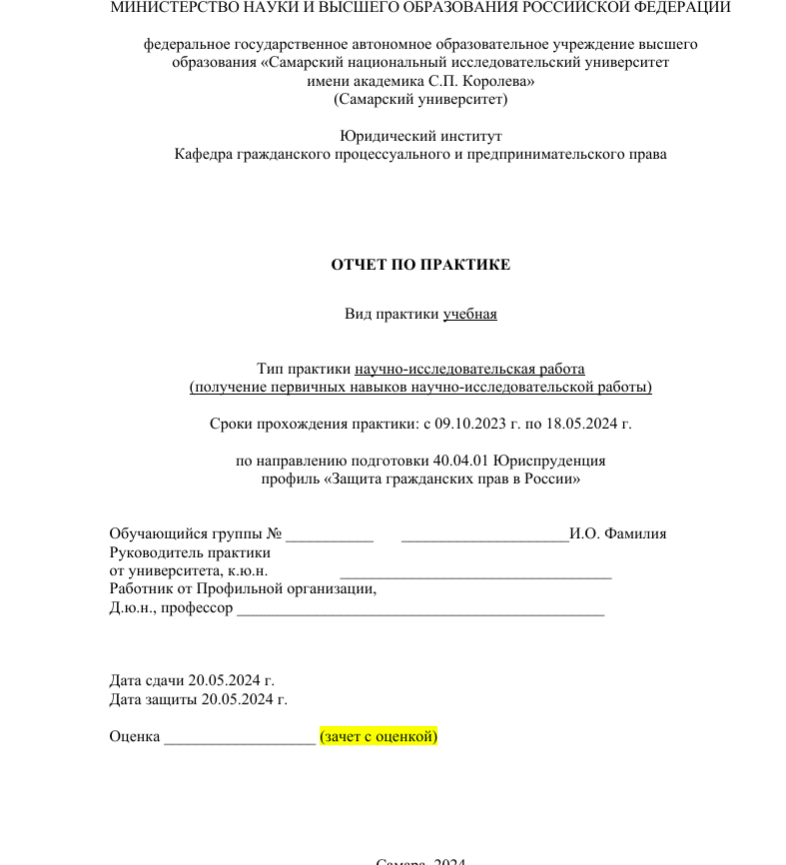 МИНИСТЕРСТВО НАУКИ И ВЫСШЕГО ОБРАЗОВАНИЯ РОССИЙСКОЙ ФЕДЕРАЦИИ
федеральное государственное автономное образовательное учреждение высшего
образования «Самарский национальный исследовательский университет
имени академика С.П. Королева»
(Самарский университет)
Юридический институт
Кафедра гражданского процессуального и предпринимательского права
ОТЧЕТ ПО ПРАКТИКЕ
Вид практики учебная
Тип практики научно-исследовательская работа
(получение первичных навыков научно-исследовательской работы)
Сроки прохождения практики: с 09.10.2023 г. по 18.05.2024 г.
по направлению подготовки 40.04.01 Юриспруденция
профиль «Защита гражданских прав в России»
Обучающийся группы № ___________ _____________________И.О. Фамилия
Руководитель практики
от университета, к.ю.н. __________________________________
Работник от Профильной организации,
Д.ю.н., профессор ______________________________________________
Дата сдачи 20.05.2024 г.
Дата защиты 20.05.2024 г.
Оценка ___________________ (зачет с оценкой)
Самара, 2024